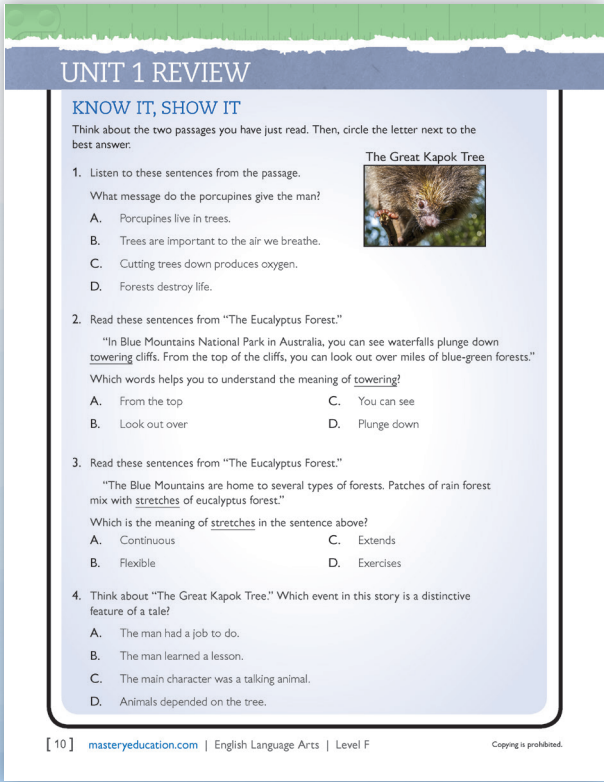 UNIT 1 REVIEW
KNOW IT, SHOW IT
Think about the two passages you have just read. Then, circle the letter next to the
best answer.
The Great Kapok Tree
1. Listen to these sentences from the passage.
What message do the porcupines give the man?
A. Porcupines live in trees.
B. Trees are important to the air we breathe.
C. Cutting trees down produces oxygen.
D. Forests destroy life.
2. Read these sentences from “The Eucalyptus Forest.”
“In Blue Mountains National Park in Australia, you can see waterfalls plunge down
towering cliffs. From the top of the cliffs, you can look out over miles of blue-green forests.”
Which words helps you to understand the meaning of towering?
A. From the top C. You can see
B. Look out over D. Plunge down
3. Read these sentences from “The Eucalyptus Forest.”
“The Blue Mountains are home to several types of forests. Patches of rain forest
mix with stretches of eucalyptus forest.”
Which is the meaning of stretches in the sentence above?
A. Continuous C. Extends
B. Flexible D. Exercises
4. Think about “The Great Kapok Tree.” Which event in this story is a distinctive
feature of a tale?
A. The man had a job to do.
B. The man learned a lesson.
C. The main character was a talking animal.
D. Animals depended on the tree.
[ 10 ] masteryeducation.com | English Language Arts | Level F Copying is prohibited.